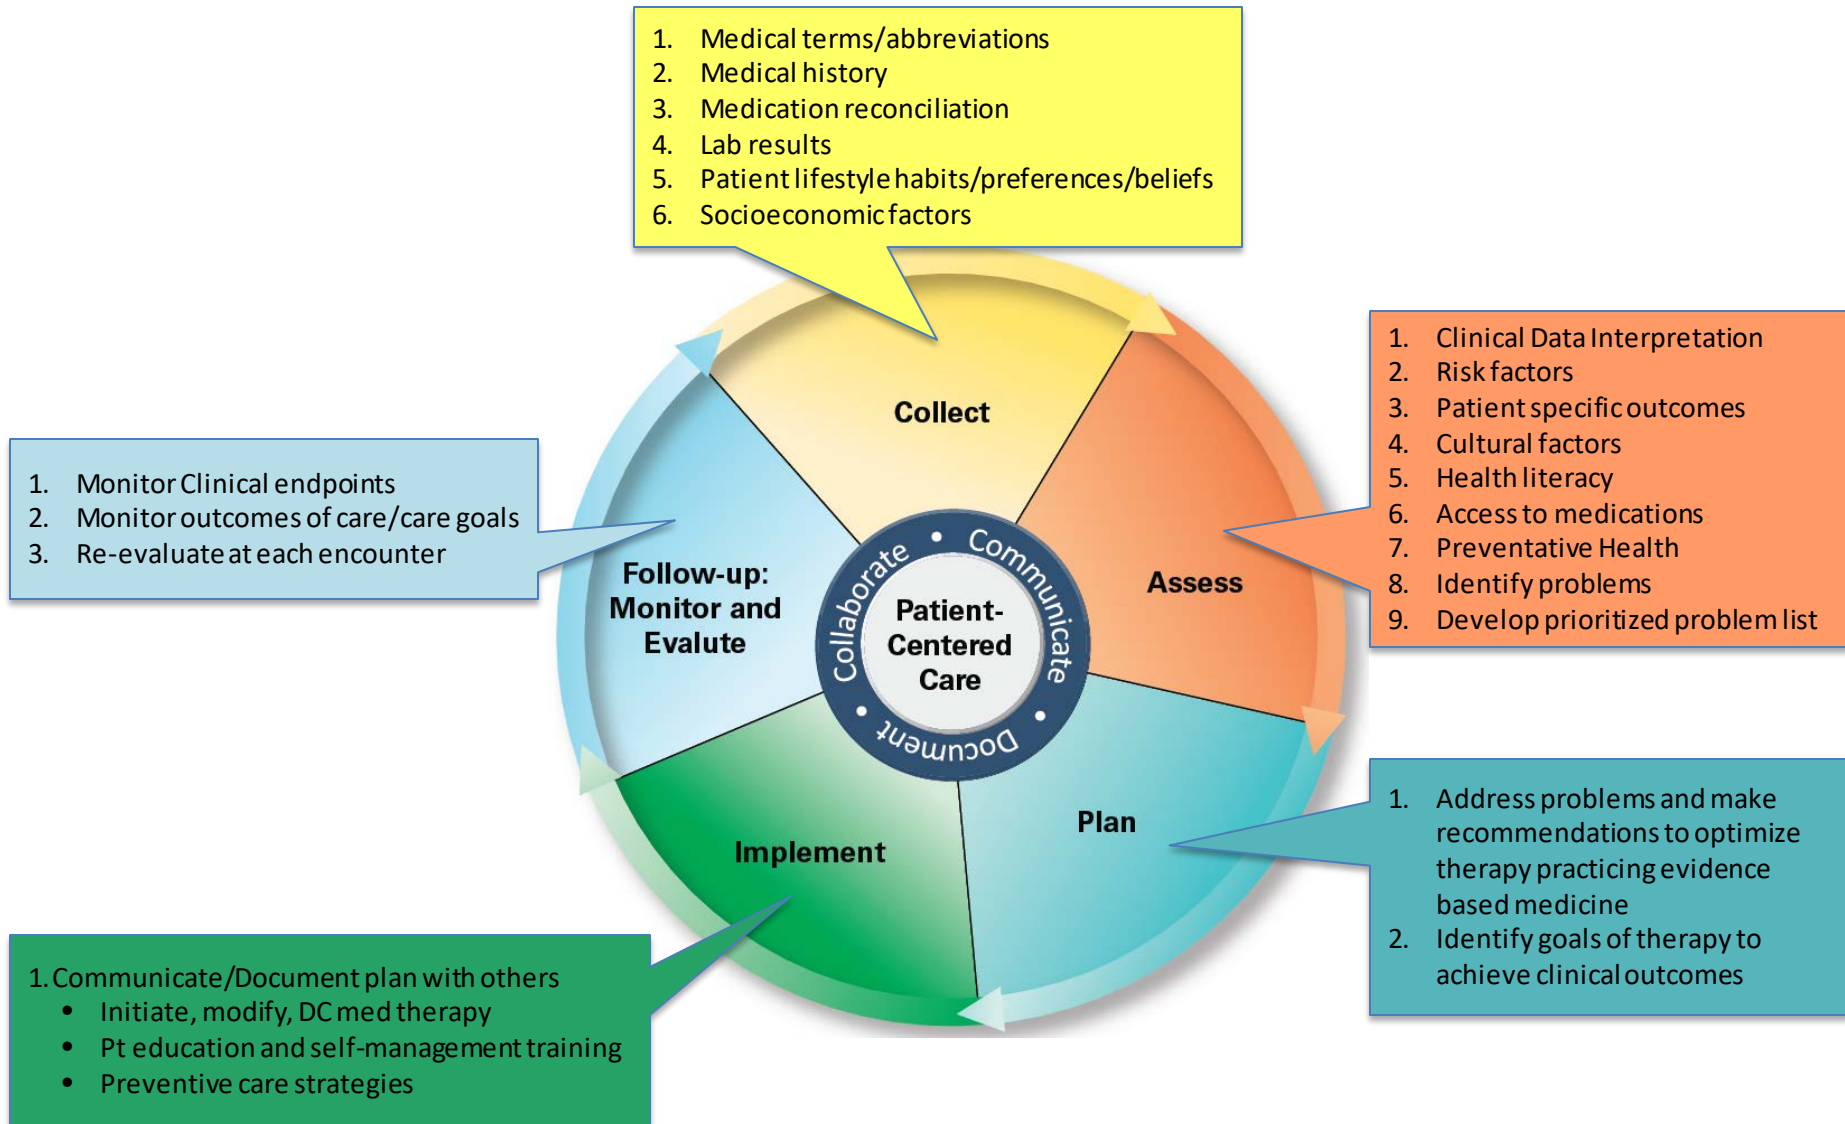 1. Medical terms/abbreviations
2. Medical history
3. Medication reconciliation
4. Lab results
5. Patient lifestyle habits/preferences/beliefs
6. Socioeconomic factors
Collect
1. Clinical Data Interpretation
2. Risk factors
3. Patient specific outcomes
4. Cultural factors
5. Health literacy
6. Access to medications
7. Preventative Health
8. Identify problems
9. Develop prioritized problem list
Assess
1. Address problems and make
recommendations to optimize
therapy practicing evidence
based medicine
2. Identify goals of therapy to
achieve clinical outcomes
Plan
1. Communicate/Document plan with others
• Initiate, modify, DC med therapy
• Pt education and self-management training
• Preventive care strategies
Implement
1. Monitor Clinical endpoints
2. Monitor outcomes of care/care goals
3. Re-evaluate at each encounter
Follow-up:
Monitor and
Evalute
Collaborate • Communicate • Document •
Patient-
Centered
Care